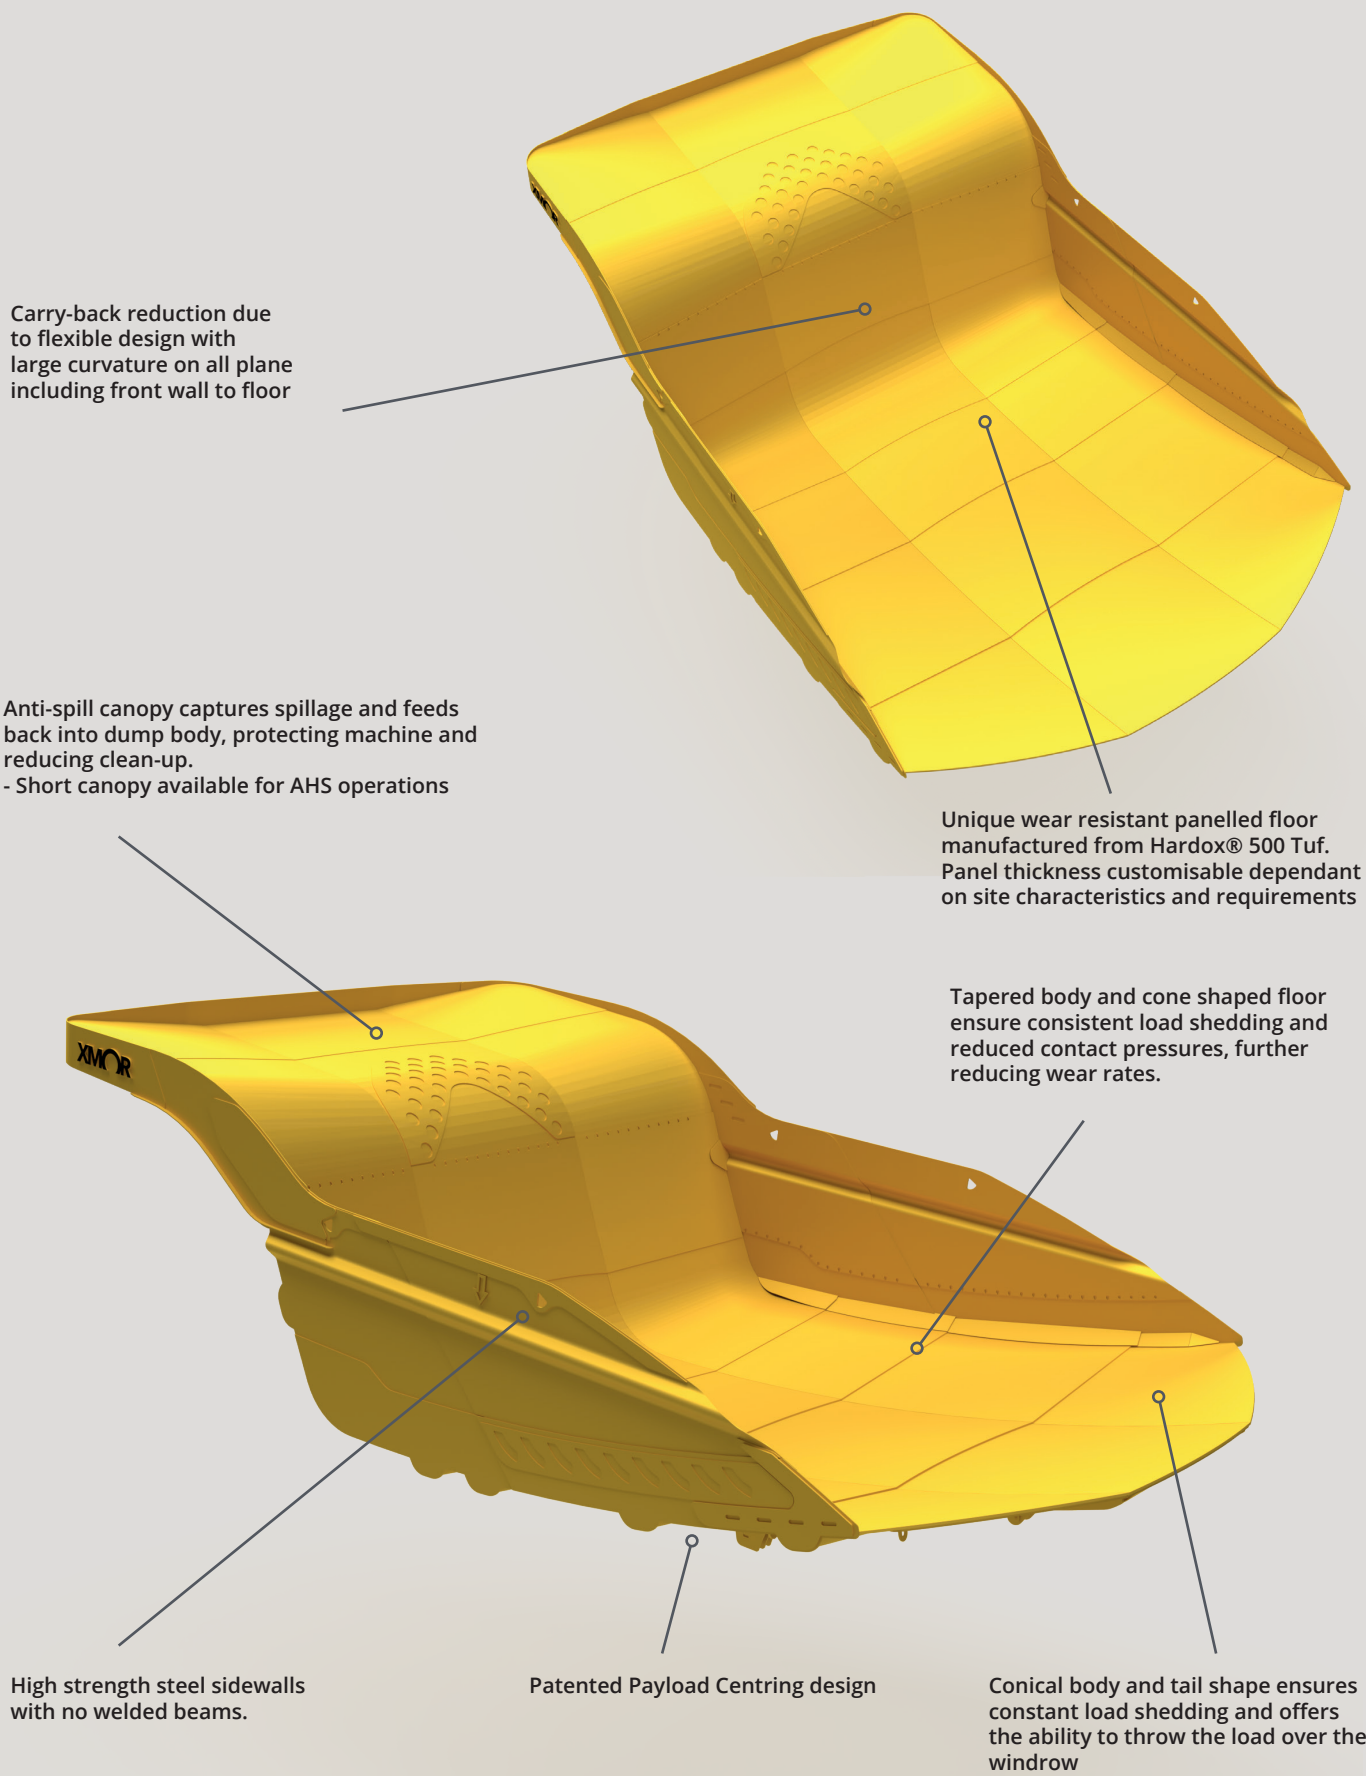 XMOR
Carry-back reduction due
to flexible design with
large curvature on all plane
including front wall to floor
Anti-spill canopy captures spillage and feeds
back into dump body, protecting machine and
reducing clean-up.
- Short canopy available for AHS operations
Unique wear resistant panelled floor
manufactured from Hardox® 500 Tuf.
Panel thickness customisable dependant
on site characteristics and requirements
Tapered body and cone shaped floor
ensure consistent load shedding and
reduced contact pressures, further
reducing wear rates.
XMOR
High strength steel sidewalls
with no welded beams.
Patented Payload Centring design
Conical body and tail shape ensures
constant load shedding and offers
the ability to throw the load over the
windrow